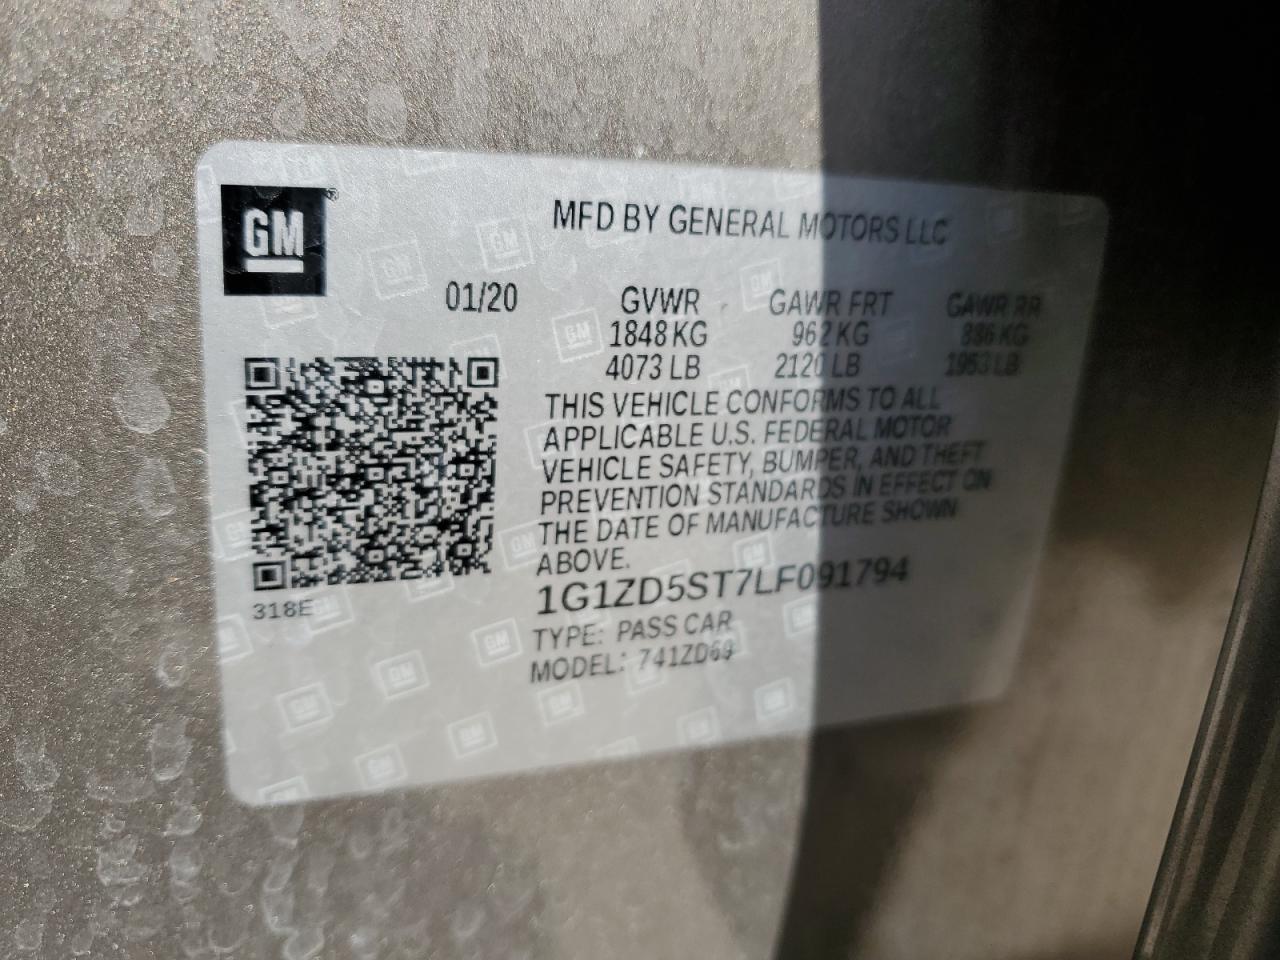 GM®
MFD BY GENERAL MOTORS LLC
01/20 GVWR GAWR FRT GAWR RR
1848 KG 962 KG 886 KG
4073 LB 2120 LB 1953 LB
THIS VEHICLE CONFORMS TO ALL
APPLICABLE U.S. FEDERAL MOTOR
VEHICLE SAFETY, BUMPER, AND THEFT
PREVENTION STANDARDS IN EFFECT ON
THE DATE OF MANUFACTURE SHOWN
ABOVE.
1G1ZD5ST7LF091794
318E
TYPE: PASS CAR
MODEL: 741ZD69